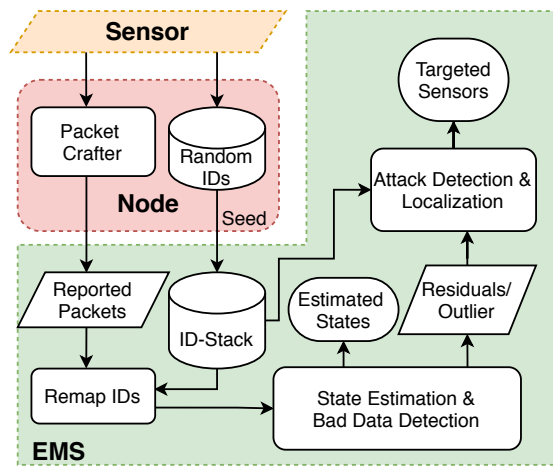 Sensor
Packet
Crafter
Random
IDs
Node
Seed
Targeted
Sensors
Attack Detection &
Localization
Reported
Packets
ID-Stack
Estimated
States
Residuals/
Outlier
Remap IDs
State Estimation &
Bad Data Detection
EMS